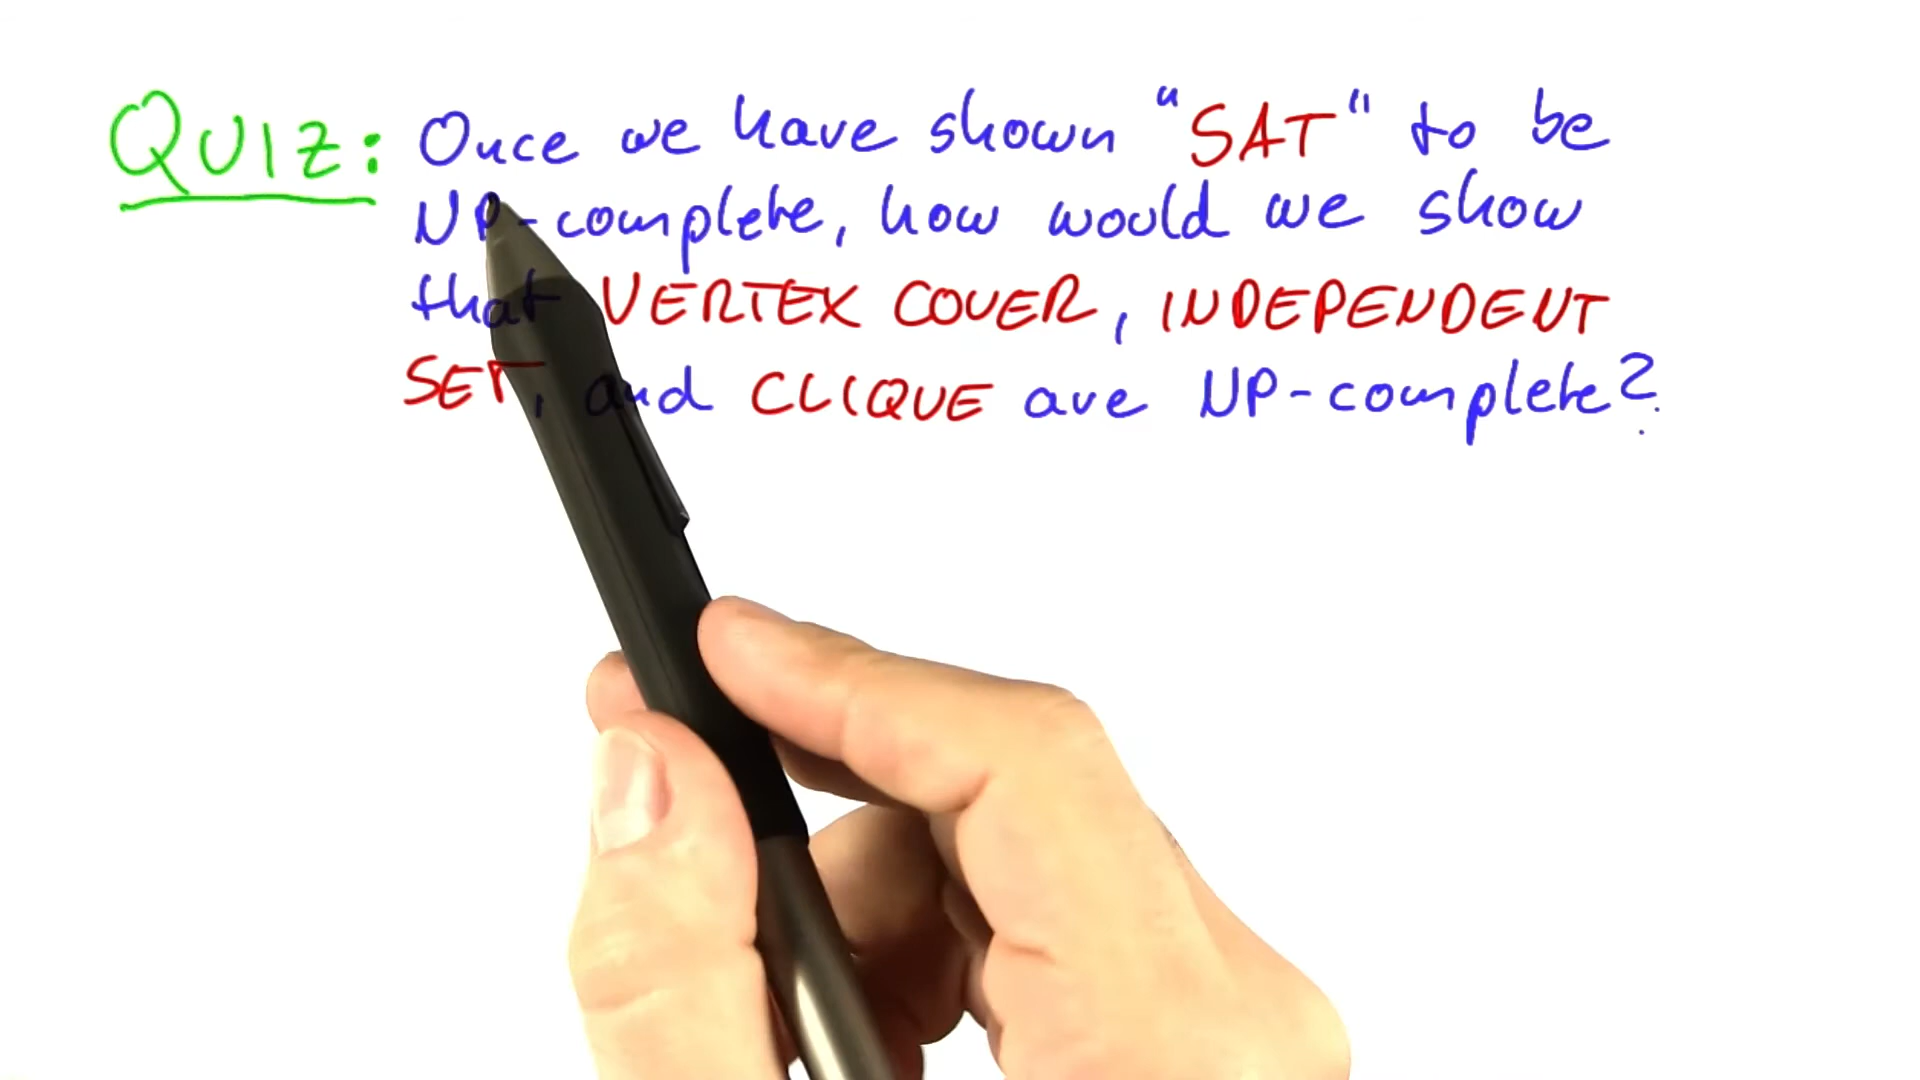 QUIZ: Once we have shown "SAT" to be
NP-complete, how would we show
that VERTEX COVER, INDEPENDENT
SET, and CLIQUE are NP-complete?